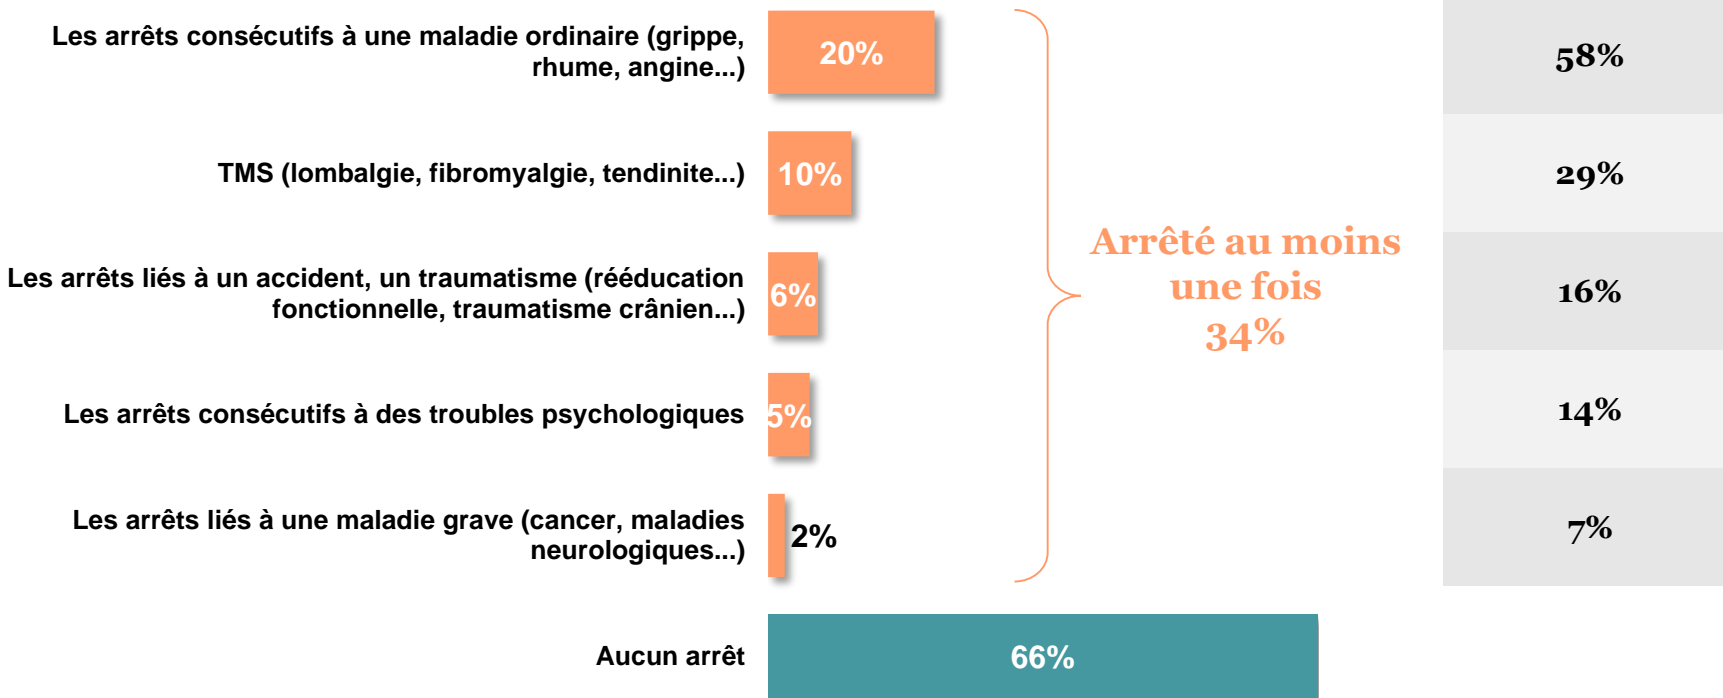 Les arrêts consécutifs à une maladie ordinaire (grippe,
rhume, angine...)
20%
58%
TMS (lombalgie, fibromyalgie, tendinite...)
10%
29%
Les arrêts liés à un accident, un traumatisme (rééducation
fonctionnelle, traumatisme crânien...)
6%
16%
Arrêté au moins
une fois
34%
Les arrêts consécutifs à des troubles psychologiques
5%
14%
Les arrêts liés à une maladie grave (cancer, maladies
neurologiques...)
2%
7%
Aucun arrêt
66%